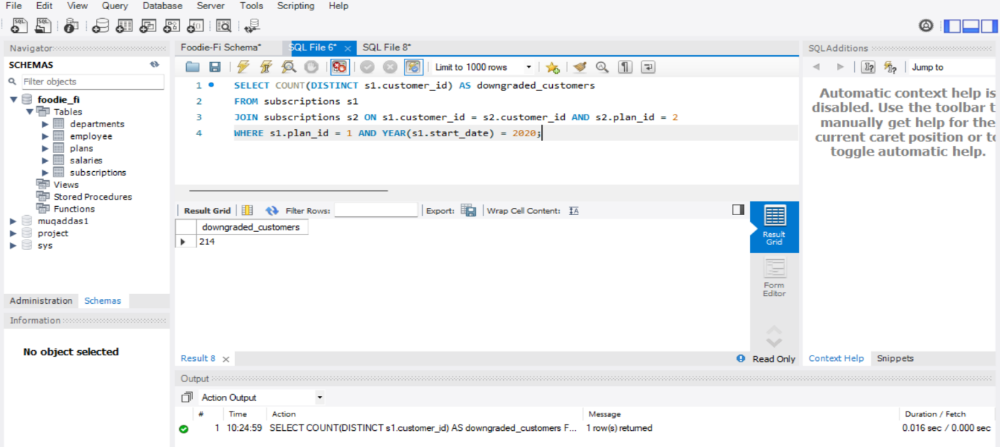 File Edit View Query Database Server Tools Scripting Help
Navigator
SCHEMAS
Filter objects
foodie_fi
Tables
departments
employee
plans
salaries
subscriptions
Views
Stored Procedures
Functions
muqaddas1
project
sys
Administration Schemas
Information
No object selected
Foodie-Fi Schema* SQL File 6* SQL File 8*
Limit to 1000 rows
1 SELECT COUNT(DISTINCT s1.customer_id) AS downgraded_customers
2 FROM subscriptions s1
3 JOIN subscriptions s2 ON s1.customer_id = s2.customer_id AND s2.plan_id = 2
4 WHERE s1.plan_id = 1 AND YEAR(s1.start_date) = 2020;
Result Grid Filter Rows: Export: Wrap Cell Content: IA
downgraded_customers
214
Result
Grid
Form
Editor
Result 8 Read Only
SQLAdditions
Jump to
Automatic context help is
disabled. Use the toolbar t
manually get help for the
current caret position or to
toggle automatic help.
Context Help Snippets
Output
Action Output
# Time Action Message Duration / Fetch
1 10:24:59 SELECT COUNT(DISTINCT s1.customer_id) AS downgraded_customers F... 1 row(s) returned 0.016 sec / 0.000 sec